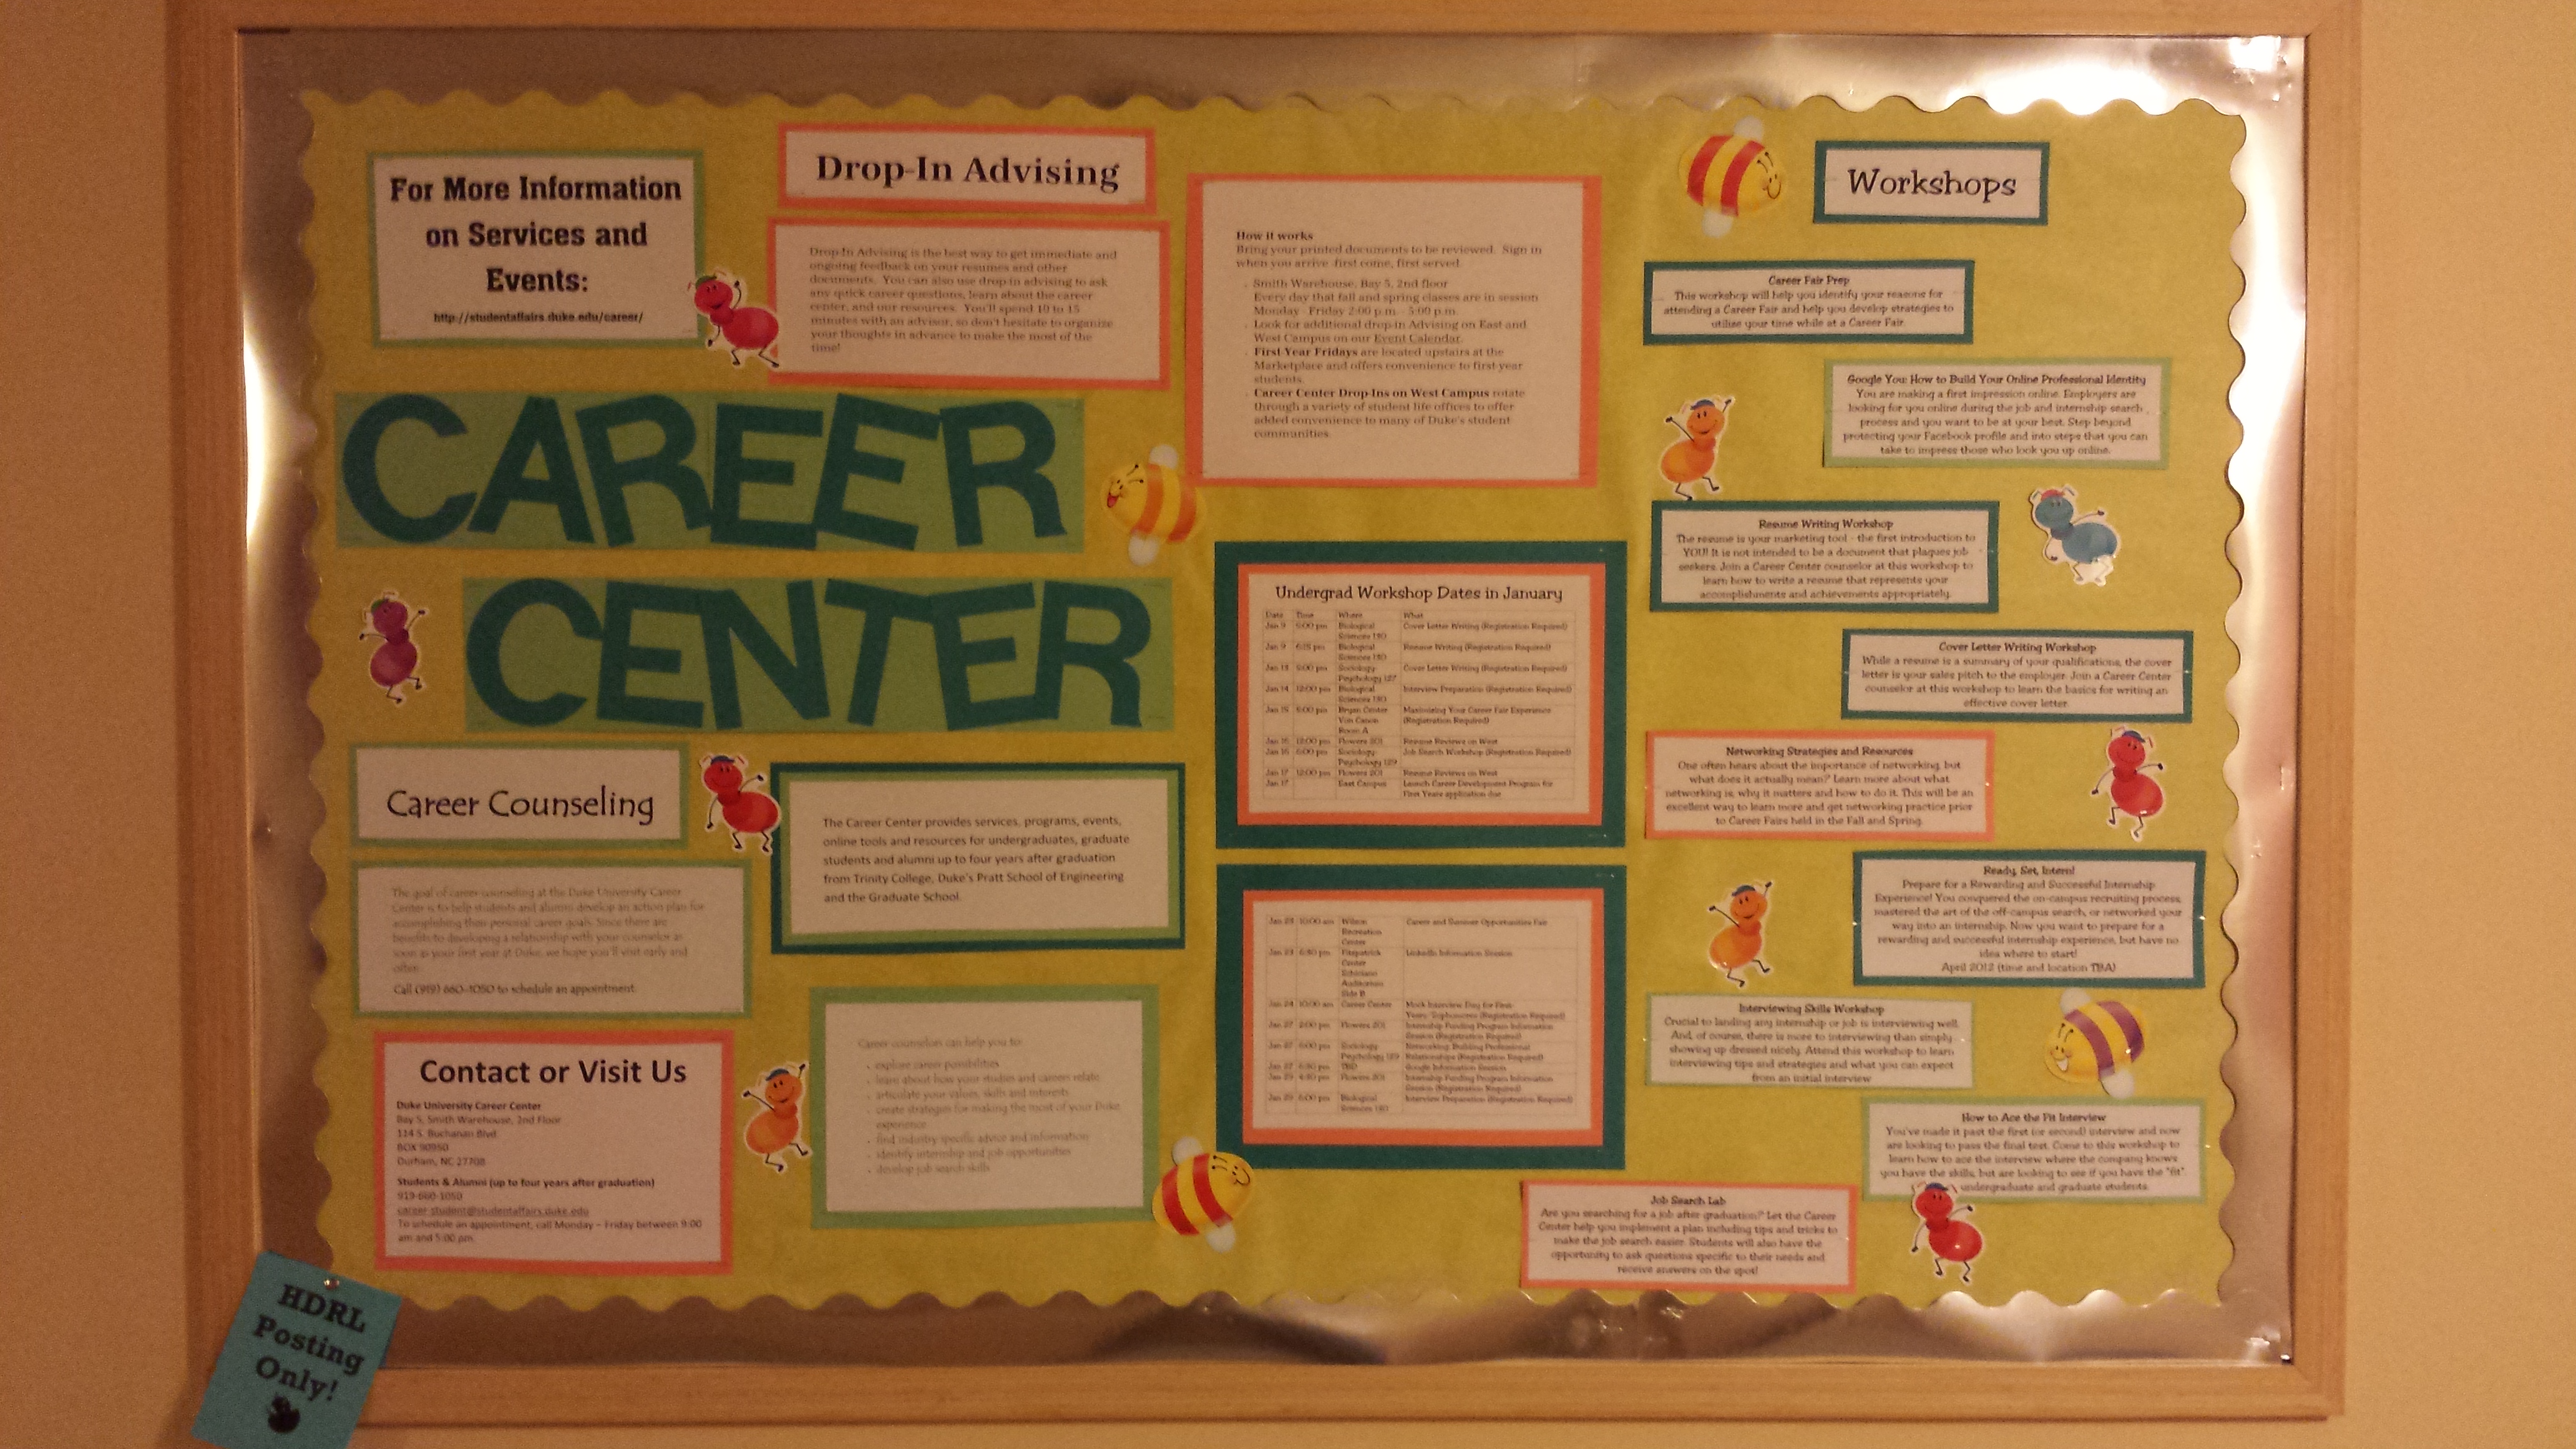 For More Information
on Services and
Events:
http://studentaffairs.duke.edu/career/
Drop-In Advising
Drop-In Advising is the best way to get immediate and
ongoing feedback on your resumes and other
documents. You can also use drop-in advising to ask
any quick career questions, learn about the career
center, and our resources. You'll spend 10 to 15
minutes with an advisor, so don't hesitate to organize
your thoughts in advance to make the most of the
time!
CAREER
CENTER
Career Counseling
The goal of career counseling at the Duke University Career
Center is to help students and alumni develop an action plan for
accomplishing their personal career goals. Since there are
benefits to developing a relationship with your counselor as
soon as your first year at Duke, we hope you'll visit early and
often.
Call (919) 660-1050 to schedule an appointment.
Contact or Visit Us
Duke University Career Center
Bay 5, Smith Warehouse, 2nd Floor
114 S. Buchanan Blvd.
BOX 90950
Durham, NC 27708
Students & Alumni (up to four years after graduation)
919-660-1050
career-student@studentaffairs.duke.edu
To schedule an appointment, call Monday – Friday between 9:00
am and 5:00 pm.
HDRL
Posting
Only!
The Career Center provides services, programs, events,
online tools and resources for undergraduates, graduate
students and alumni up to four years after graduation
from Trinity College, Duke's Pratt School of Engineering
and the Graduate School.
Career counselors can help you to:
explore career possibilities
learn about how your studies and careers relate
articulate your values, skills and interests
create strategies for making the most of your Duke
experience
find industry specific advice and information
identify internship and job opportunities
develop job search skills
How it works
Bring your printed documents to be reviewed. Sign in
when you arrive-first come, first served.
Smith Warehouse, Bay 5, 2nd floor
Every day that fall and spring classes are in session
Monday - Friday 2:00 p.m. - 5:00 p.m.
Look for additional drop-in Advising on East and
West Campus on our Event Calendar.
First-Year Fridays are located upstairs at the
Marketplace and offers convenience to first year
students.
Career Center Drop-Ins on West Campus rotate
through a variety of student life offices to offer
added convenience to many of Duke's student
communities.
Undergrad Workshop Dates in January
Date Time Where What
Jan 9 5:00 pm Biological Cover Letter Writing (Registration Required)
Sciences 130
Jan 9 6:15 pm Biological Resume Writing (Registration Required)
Sciences 130
Jan 13 5:00 pm Sociology- Cover Letter Writing (Registration Required)
Psychology 127
Jan 14 12:00 pm Biological Interview Preparation (Registration Required)
Sciences 130
Jan 15 5:00 pm Bryan Center Maximizing Your Career Fair Experience
Von Canon (Registration Required)
Room A
Jan 16 12:00 pm Flowers 201 Resume Reviews on West
Jan 16 5:00 pm Sociology- Job Search Workshop (Registration Required)
Psychology 129
Jan 17 12:00 pm Flowers 201 Resume Reviews on West
Jan 17 East Campus Launch Career Development Program for
First Years application due
10:00 am Wilson Career and Summer Opportunities Fair
Recreation
Center
Jan 23 Fitzpatrick LinkedIn Information Session
Center
Schiciano
Auditorium
Side B
Jan 24 10:00 am Career Center Mock Interview Day for First-
Years/Sophomores (Registration Required)
Jan 27 2:00 pm Flowers 201 Internship Funding Program Information
Session (Registration Required)
Jan 27 5:00 pm Sociology Networking: Building Professional
Psychology 129 Relationships (Registration Required)
Jan 27 TBD Google Information Session
4:30 pm Flowers 201 Internship Funding Program Information
Session (Registration Required)
5:00 pm Biological Interview Preparation (Registration Required)
Sciences 130
Workshops
Career Fair Prep
This workshop will help you identify your reasons for
attending a Career Fair and help you develop strategies to
utilize your time while at a Career Fair.
Google You: How to Build Your Online Professional Identity
You are making a first impression online. Employers are
looking for you online during the job and internship search
process and you want to be at your best. Step beyond
protecting your Facebook profile and into steps that you can
take to impress those who look you up online.
Resume Writing Workshop
The resume is your marketing tool - the first introduction to
YOU! It is not intended to be a document that plagues job
seekers. Join a Career Center counselor at this workshop to
learn how to write a resume that represents your
accomplishments and achievements appropriately.
Cover Letter Writing Workshop
While a resume is a summary of your qualifications, the cover
letter is your sales pitch to the employer. Join a Career Center
counselor at this workshop to learn the basics for writing an
effective cover letter.
Networking Strategies and Resources
One often hears about the importance of networking, but
what does it actually mean? Learn more about what
networking is, why it matters and how to do it. This will be an
excellent way to learn more and get networking practice prior
to Career Fairs held in the Fall and Spring.
Ready, Set, Intern!
Prepare for a Rewarding and Successful Internship
Experience! You conquered the on-campus recruiting process,
mastered the art of the off-campus search, or networked your
way into an internship. Now you want to prepare for a
rewarding and successful internship experience, but have no
idea where to start!
April 2012 (time and location TBA)
Interviewing Skills Workshop
Crucial to landing any internship or job is interviewing well.
And, of course, there is more to interviewing than simply
showing up dressed nicely. Attend this workshop to learn
interviewing tips and strategies and what you can expect
from an initial interview
How to Ace the Fit Interview
You've made it past the first (or second) interview and now
are looking to pass the final test. Come to this workshop to
learn how to ace the interview where the company knows
you have the skills, but are looking to see if you have the "fit".
undergraduate and graduate students.
Job Search Lab
Are you searching for a job after graduation? Let the Career
Center help you implement a plan including tips and tricks to
make the job search easier. Students will also have the
opportunity to ask questions specific to their needs and
receive answers on the spot!